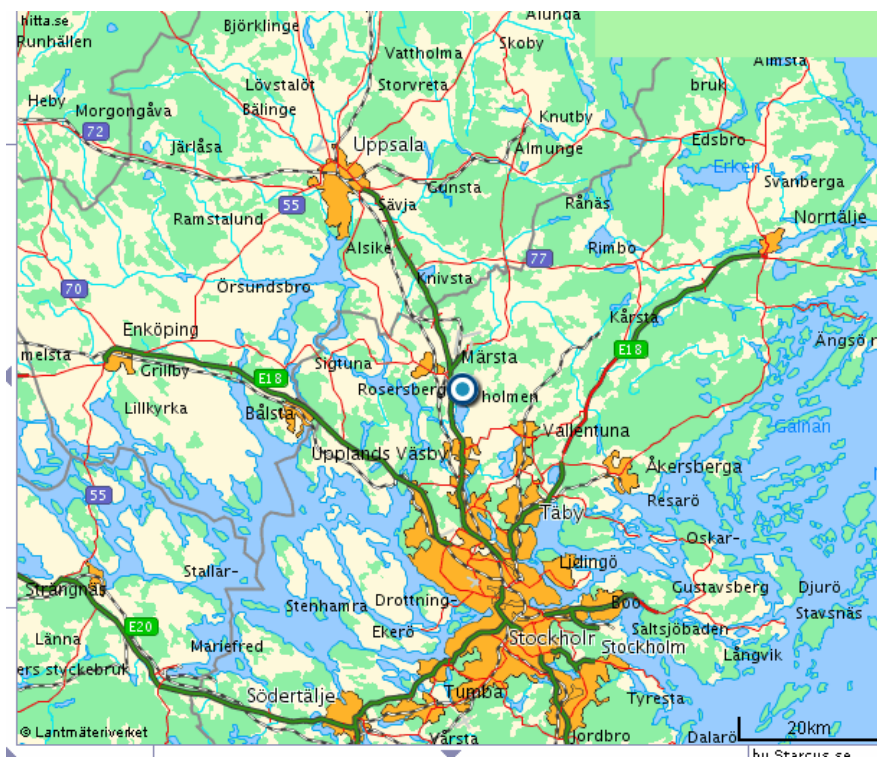 hitta.se
Björklinge
Alunda
Runhällen
Skoby
Vattholma
Almsta
Lövstalöt
Storvreta
bruk
Heby
Morgongåva
Bälinge
Knutby
72
Järlåsa
Uppsala
Almunge
Edsbro
Erken
Gunsta
Svanberga
55
Sävja
Rånäs
Norrtälje
Ramstalund
Alsike
77
Rimbo
Knivsta
70
Örsundsbro
Kårsta
Enköping
Ängsö n
melsta
Grillby
E18
Sigtuna
Märsta
E18
Rosersberg
holmen
Lillkyrka
Bålsta
Vallentuna
Gälnan
Upplands Väsby
Åkersberga
55
Resarö
Täby
Oskar-
Stallar-
Lidingö
Strängnäs
Gustavsberg
Djurö
Stenhamra
Drottning-
Boo
Stavsnäs
E20
Ekerö
Saltsjöbaden
Länna
Mariefred
Stockholr
Stockholm
Långvik
ers styckebruk
Södertälje
Tumba
Tyresta
20km
© Lantmäteriverket
Vårsta
Jordbro
Dalarö
by Starcus.se